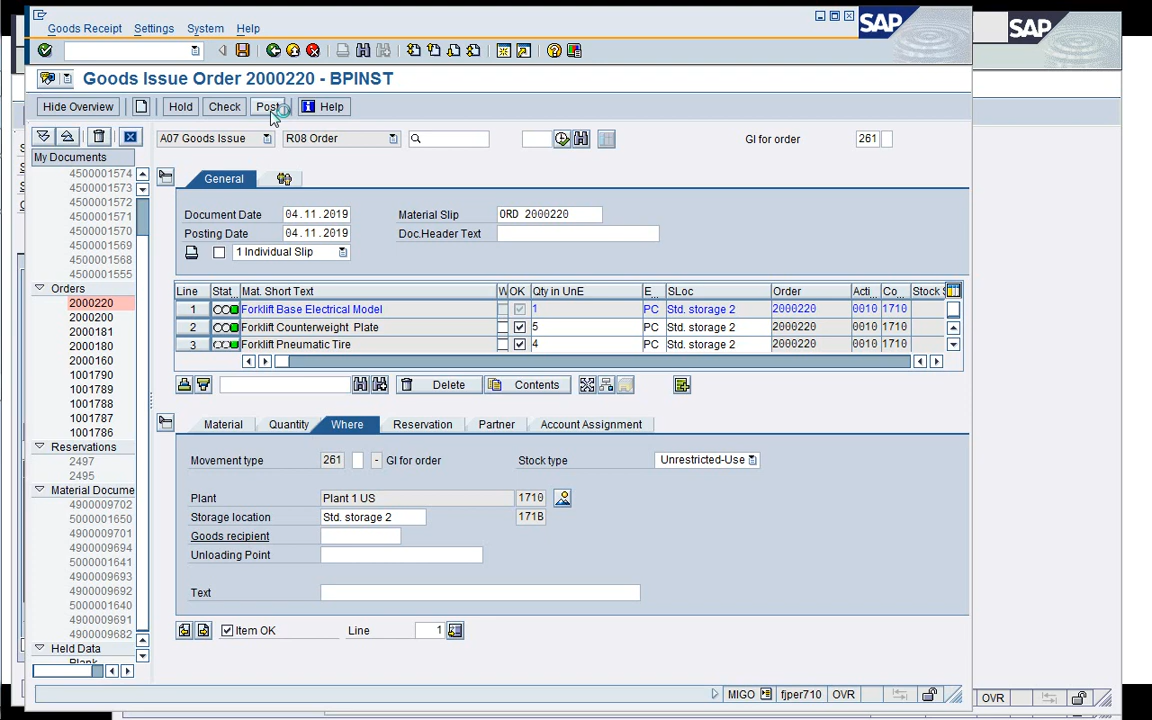 Goods Receipt Settings System Help
SAP
SAP
Goods Issue Order 2000220 - BPINST
Hide Overview Hold Check Post Help
A07 Goods Issue R08 Order GI for order 261
My Documents
4500001574
4500001573
4500001572
4500001571
4500001570
4500001569
4500001568
4500001555
Orders
2000220
2000200
2000181
2000180
2000160
1001790
1001789
1001788
1001787
1001786
Reservations
2497
2495
Material Docume
4900009702
5000001650
4900009701
4900009694
5000001641
4900009693
4900009692
5000001640
4900009691
4900009682
Held Data
General
Document Date 04.11.2019 Material Slip ORD 2000220
Posting Date 04.11.2019 Doc.Header Text
1 Individual Slip
Line Stat Mat. Short Text W OK Qty in UnE E... SLoc Order Acti... Co Stock
1 Forklift Base Electrical Model 1 PC Std. storage 2 2000220 0010 1710
2 Forklift Counterweight Plate 5 PC Std. storage 2 2000220 0010 1710
3 Forklift Pneumatic Tire 4 PC Std. storage 2 2000220 0010 1710
Delete Contents
Material Quantity Where Reservation Partner Account Assignment
Movement type 261 - GI for order Stock type Unrestricted-Use
Plant Plant 1 US 1710
Storage location Std. storage 2 171B
Goods recipient
Unloading Point
Text
Item OK Line 1
MIGO fjper710 OVR
OVR